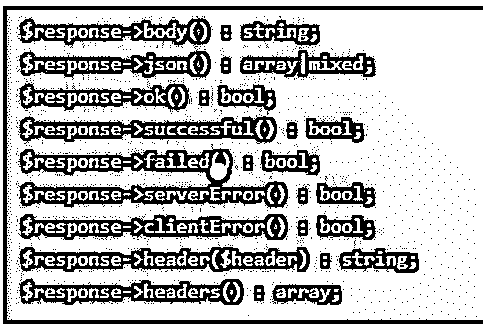 $response->body() : string;
$response->json() : array|mixed;
$response->ok() : bool;
$response->successful() : bool;
$response->failed() : bool;
$response->serverError() : bool;
$response->clientError() : bool;
$response->header($header) : string;
$response->headers() : array;